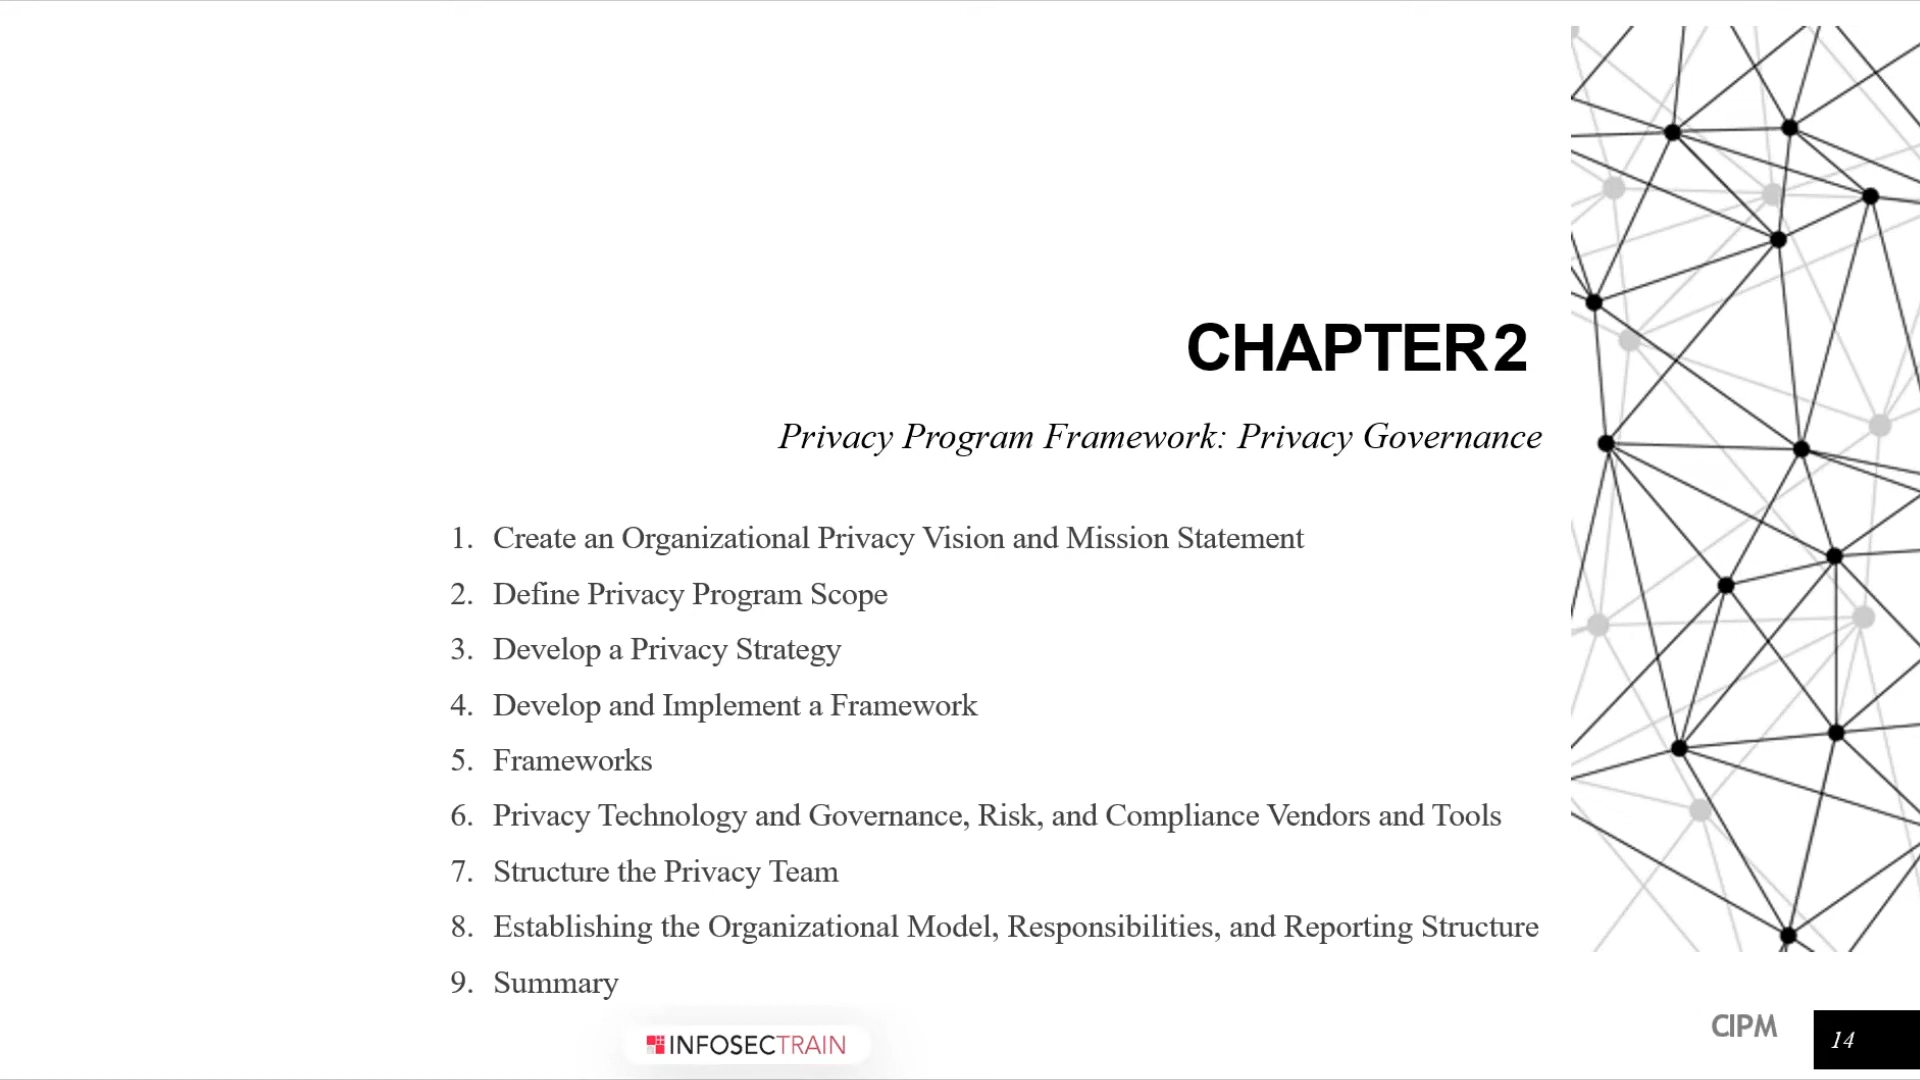 CHAPTER 2
Privacy Program Framework: Privacy Governance
1. Create an Organizational Privacy Vision and Mission Statement
2. Define Privacy Program Scope
3. Develop a Privacy Strategy
4. Develop and Implement a Framework
5. Frameworks
6. Privacy Technology and Governance, Risk, and Compliance Vendors and Tools
7. Structure the Privacy Team
8. Establishing the Organizational Model, Responsibilities, and Reporting Structure
9. Summary
INFOSECTRAIN
CIPM
14